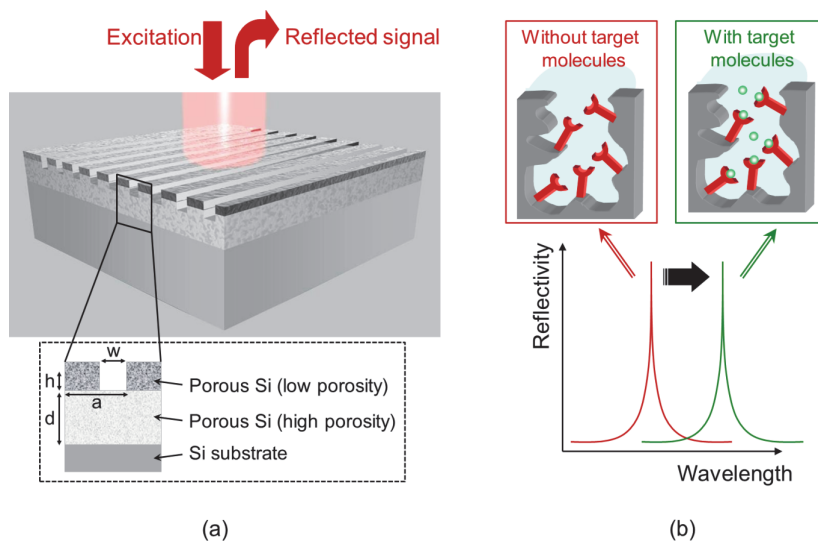 Excitation
Reflected signal
w
h
a
d
Porous Si (low porosity)
Porous Si (high porosity)
Si substrate
(a)
Without target
molecules
With target
molecules
Reflectivity
Wavelength
(b)